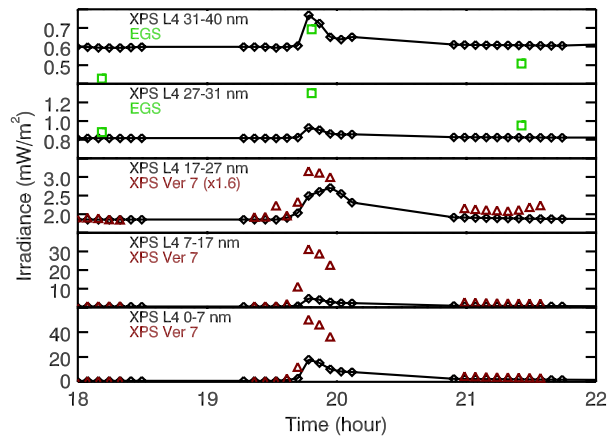 XPS L4 31-40 nm
EGS
0.7
0.6
0.5
XPS L4 27-31 nm
EGS
1.2
1.0
0.8
XPS L4 17-27 nm
XPS Ver 7 (x1.6)
3.0
2.5
2.0
XPS L4 7-17 nm
XPS Ver 7
30
20
10
XPS L4 0-7 nm
XPS Ver 7
40
20
0
Irradiance (mW/m²)
18 19 20 21 22
Time (hour)